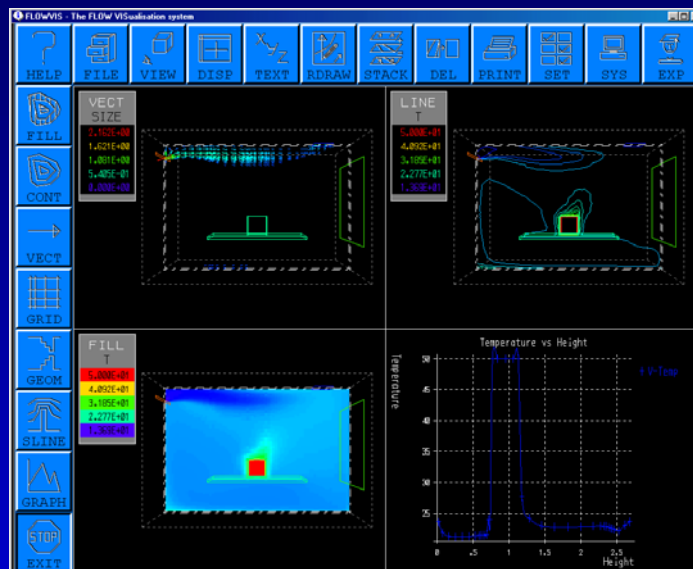 FLOWVIS - The FLOW VISualisation system
HELP FILE VIEW DISP TEXT RDRAW STACK DEL PRINT SET SYS EXP
XYZ
FILL
CONT
VECT
GRID
GEOM
SLINE
GRAPH
STOP
EXIT
VECT
SIZE
2.162E+00
1.621E+00
1.081E+00
5.405E-01
0.000E+00
LINE
T
5.000E+01
4.092E+01
3.185E+01
2.277E+01
1.369E+01
FILL
T
5.000E+01
4.092E+01
3.185E+01
2.277E+01
1.369E+01
Temperature vs Height
Temperature
50
45
40
35
30
25
0 .5 1 1.5 2 2.5
Height
V-Temp